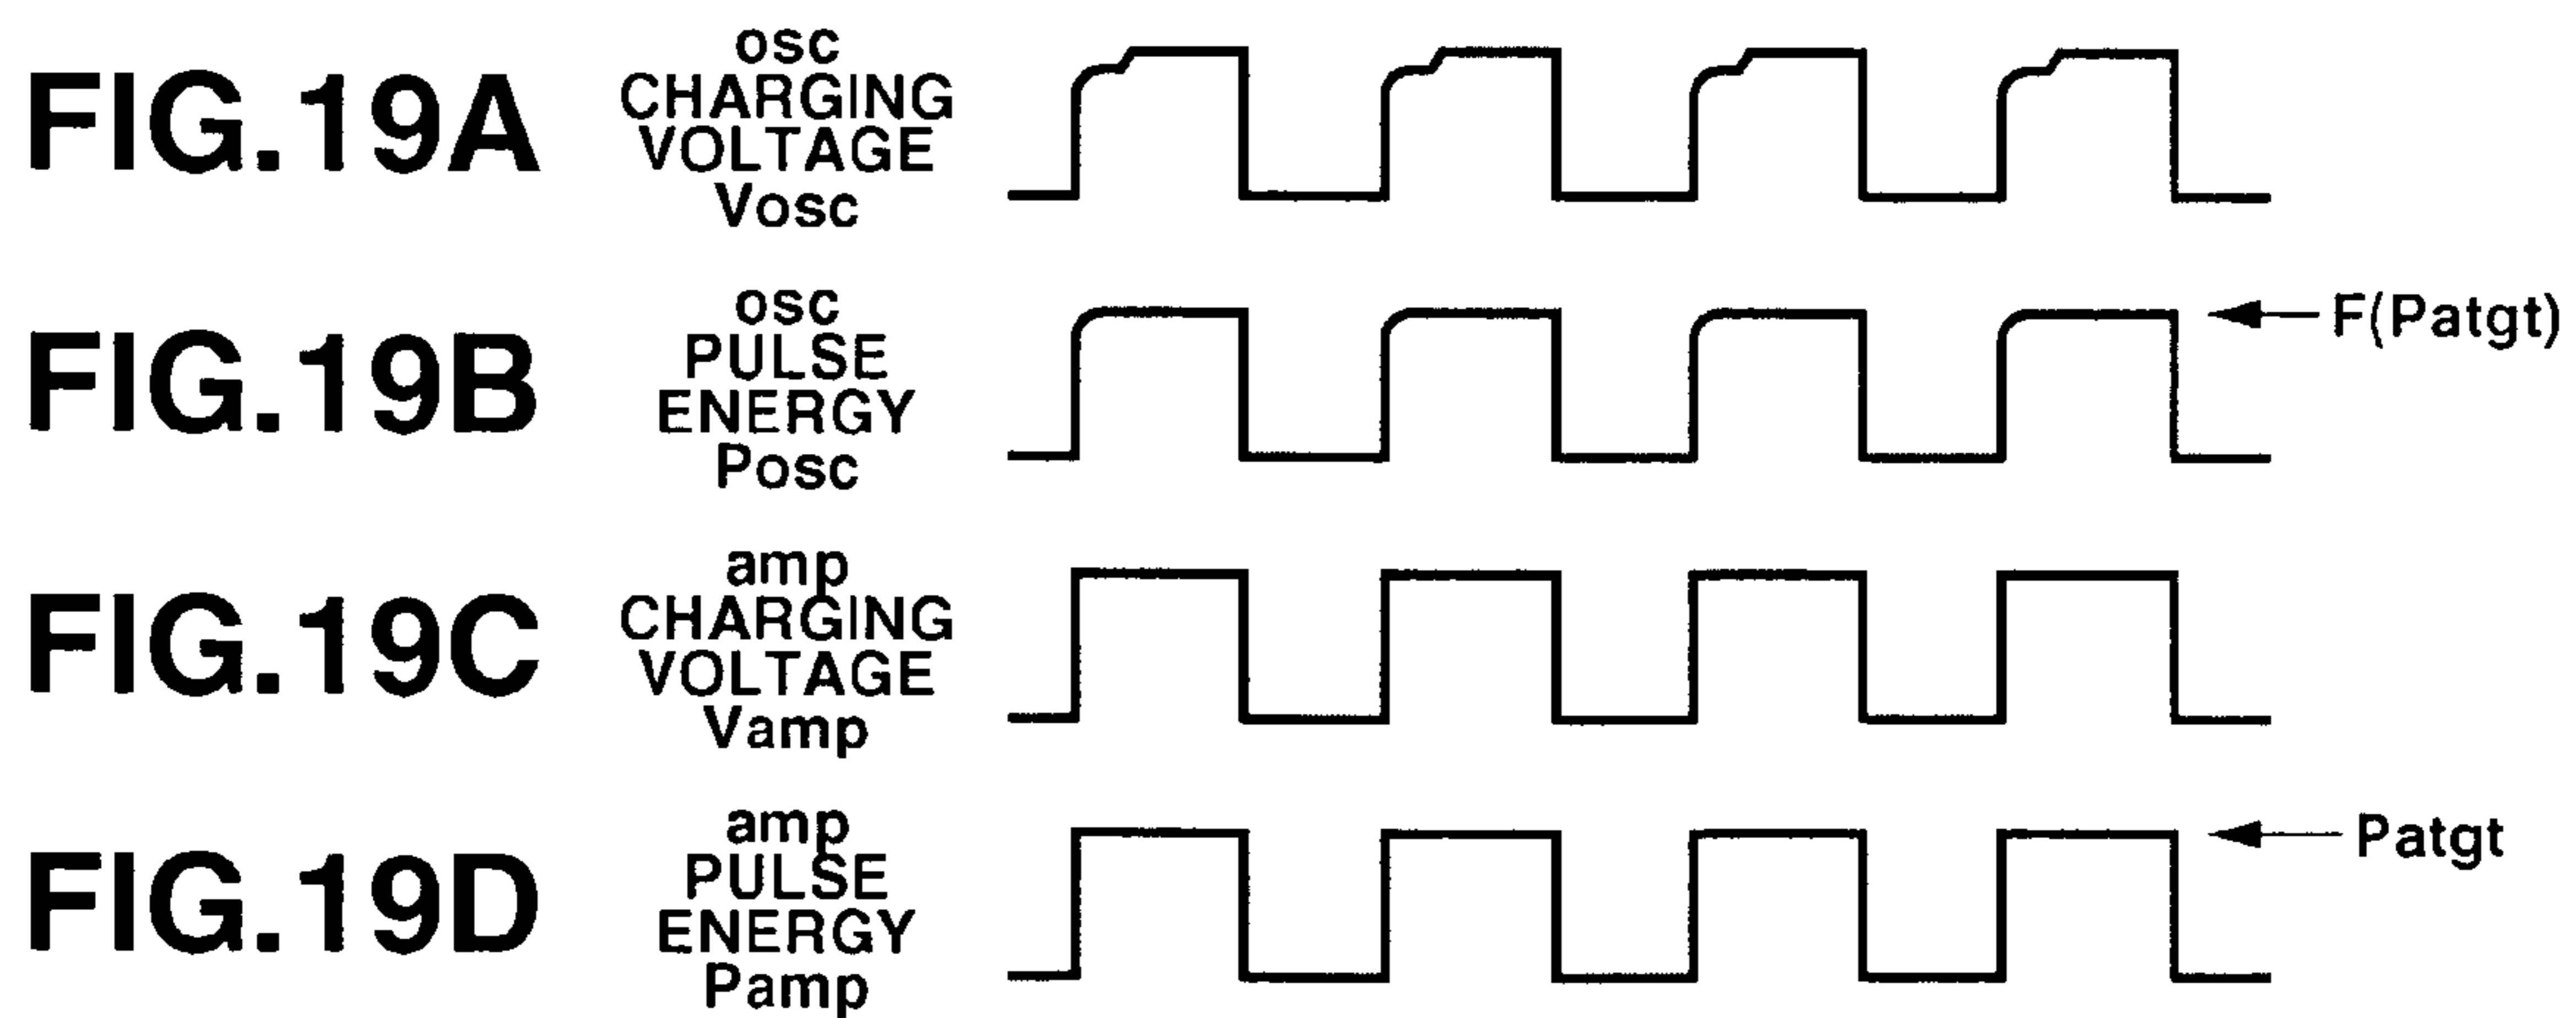 FIG.19A
osc
CHARGING
VOLTAGE
Vosc
FIG.19B
osc
PULSE
ENERGY
Posc
F(Patgt)
FIG.19C
amp
CHARGING
VOLTAGE
Vamp
FIG.19D
amp
PULSE
ENERGY
Pamp
Patgt